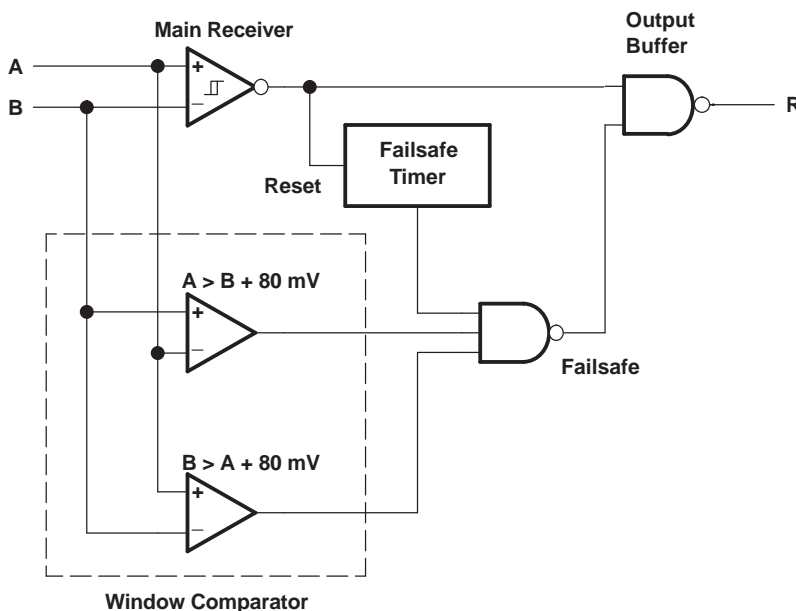 Output
Buffer
Main Receiver
A
+
_
B
R
Failsafe
Timer
Reset
A > B + 80 mV
+
_
Failsafe
B > A + 80 mV
+
_
Window Comparator